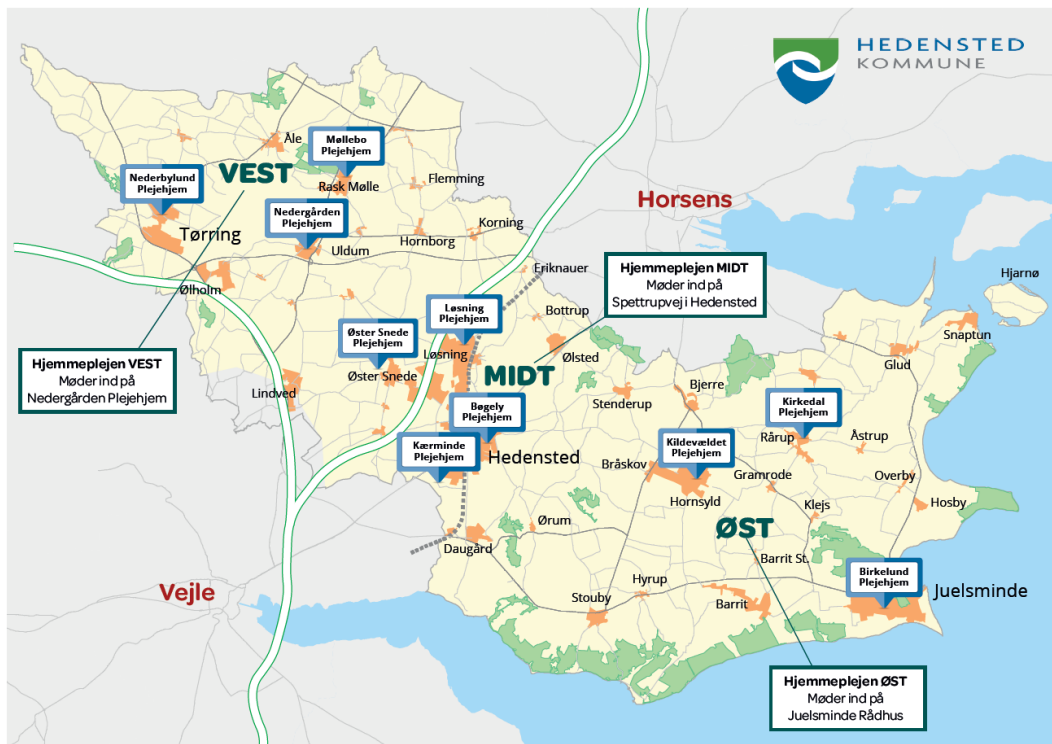 HEDENSTED
KOMMUNE
Åle
Møllebo
Plejehjem
VEST
Rask Mølle
Flemming
Nederbylund
Plejehjem
Horsens
Nedergården
Plejehjem
Korning
Tørring
Hornborg
Uldum
Eriknauer
Hjemmeplejen MIDT
Møder ind på
Spettrupvej i Hedensted
Hjarnø
Ølholm
Løsning
Plejehjem
Bottrup
Snaptun
Øster Snede
Plejehjem
Løsning
Ølsted
Glud
Hjemmeplejen VEST
Møder ind på
Nedergården Plejehjem
Øster Snede
MIDT
Lindved
Stenderup
Bjerre
Kirkedal
Plejehjem
Bøgely
Plejehjem
Rårup
Åstrup
Kærminde
Plejehjem
Hedensted
Kildevældet
Plejehjem
Bråskov
Gramrode
Overby
Hornsyld
Klejs
Hosby
Ørum
ØST
Daugård
Barrit St.
Birkelund
Plejehjem
Vejle
Hyrup
Juelsminde
Stouby
Barrit
Hjemmeplejen ØST
Møder ind på
Juelsminde Rådhus